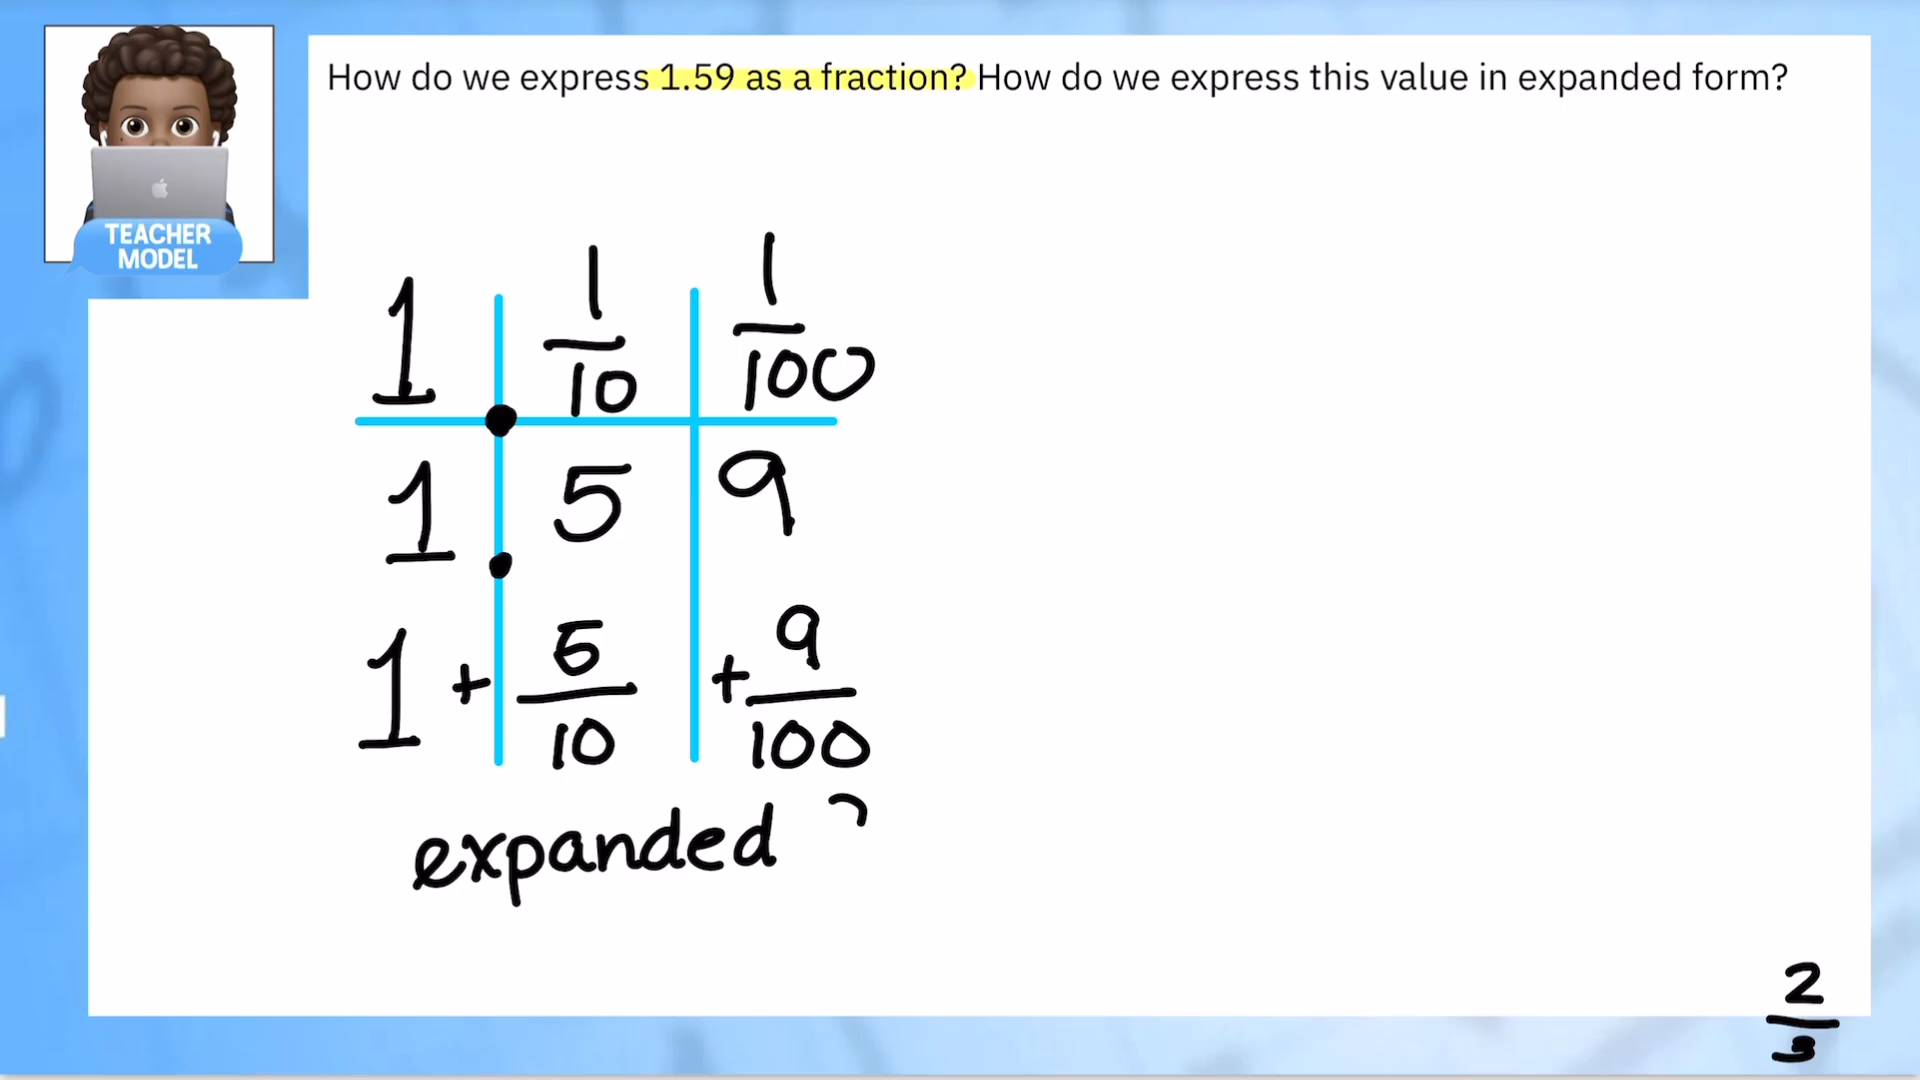 How do we express 1.59 as a fraction? How do we express this value in expanded form?
TEACHER
MODEL
1 1/10 1/100
1 . 5 9
1 + 5/10 + 9/100
expanded
2/3